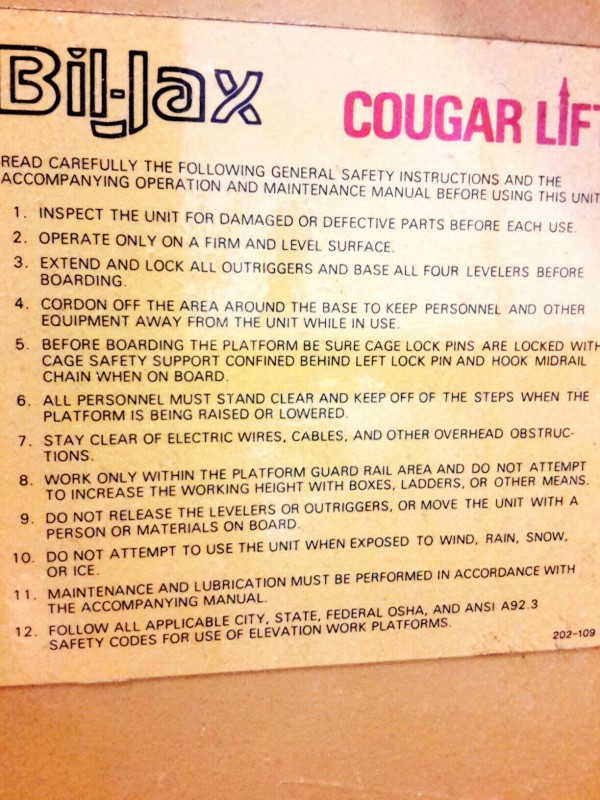 Bil-Jax
COUGAR LIFT
READ CAREFULLY THE FOLLOWING GENERAL SAFETY INSTRUCTIONS AND THE
ACCOMPANYING OPERATION AND MAINTENANCE MANUAL BEFORE USING THIS UNIT
1. INSPECT THE UNIT FOR DAMAGED OR DEFECTIVE PARTS BEFORE EACH USE.
2. OPERATE ONLY ON A FIRM AND LEVEL SURFACE.
3. EXTEND AND LOCK ALL OUTRIGGERS AND BASE ALL FOUR LEVELERS BEFORE
BOARDING.
4. CORDON OFF THE AREA AROUND THE BASE TO KEEP PERSONNEL AND OTHER
EQUIPMENT AWAY FROM THE UNIT WHILE IN USE.
5. BEFORE BOARDING THE PLATFORM BE SURE CAGE LOCK PINS ARE LOCKED WITH
CAGE SAFETY SUPPORT CONFINED BEHIND LEFT LOCK PIN AND HOOK MIDRAIL
CHAIN WHEN ON BOARD.
6. ALL PERSONNEL MUST STAND CLEAR AND KEEP OFF OF THE STEPS WHEN THE
PLATFORM IS BEING RAISED OR LOWERED.
7. STAY CLEAR OF ELECTRIC WIRES, CABLES, AND OTHER OVERHEAD OBSTRUC-
TIONS.
8. WORK ONLY WITHIN THE PLATFORM GUARD RAIL AREA AND DO NOT ATTEMPT
TO INCREASE THE WORKING HEIGHT WITH BOXES, LADDERS, OR OTHER MEANS.
9. DO NOT RELEASE THE LEVELERS OR OUTRIGGERS, OR MOVE THE UNIT WITH A
PERSON OR MATERIALS ON BOARD.
10. DO NOT ATTEMPT TO USE THE UNIT WHEN EXPOSED TO WIND, RAIN, SNOW,
OR ICE.
11. MAINTENANCE AND LUBRICATION MUST BE PERFORMED IN ACCORDANCE WITH
THE ACCOMPANYING MANUAL.
12. FOLLOW ALL APPLICABLE CITY, STATE, FEDERAL OSHA, AND ANSI A92.3
SAFETY CODES FOR USE OF ELEVATION WORK PLATFORMS.
202-109